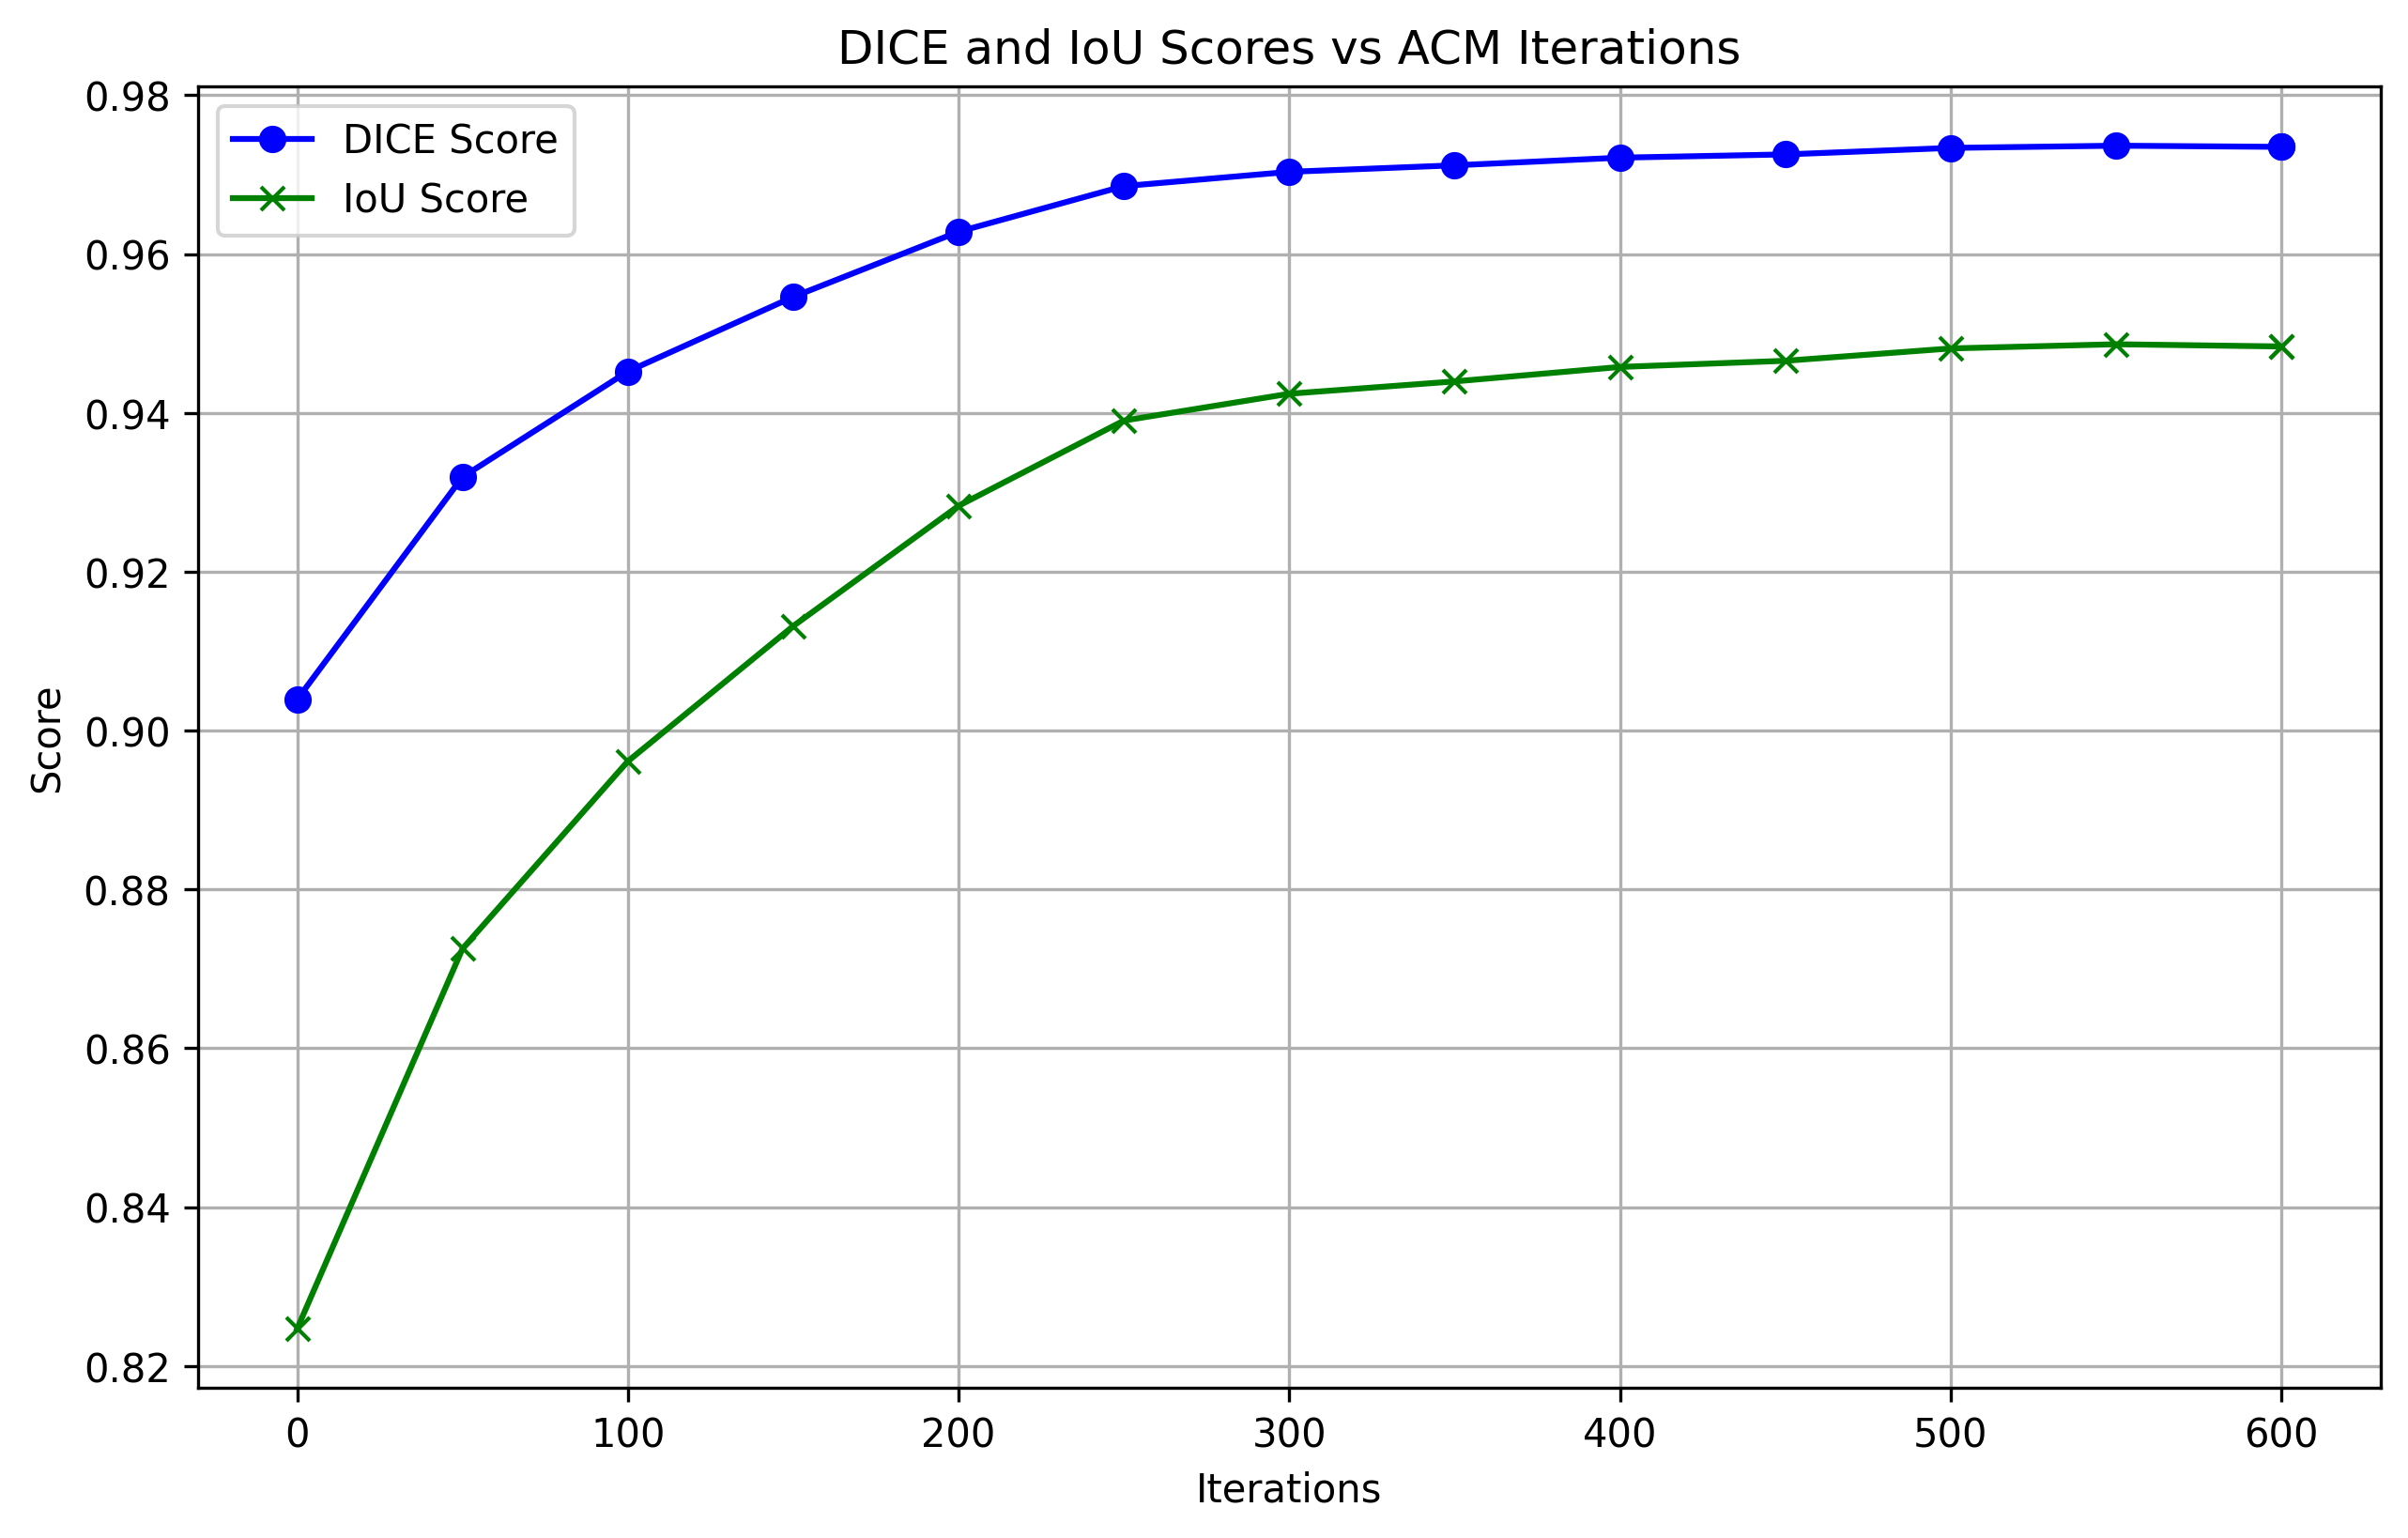 DICE and IoU Scores vs ACM Iterations
DICE Score
IoU Score
0.98
0.96
0.94
0.92
0.90
0.88
0.86
0.84
0.82
Score
0 100 200 300 400 500 600
Iterations